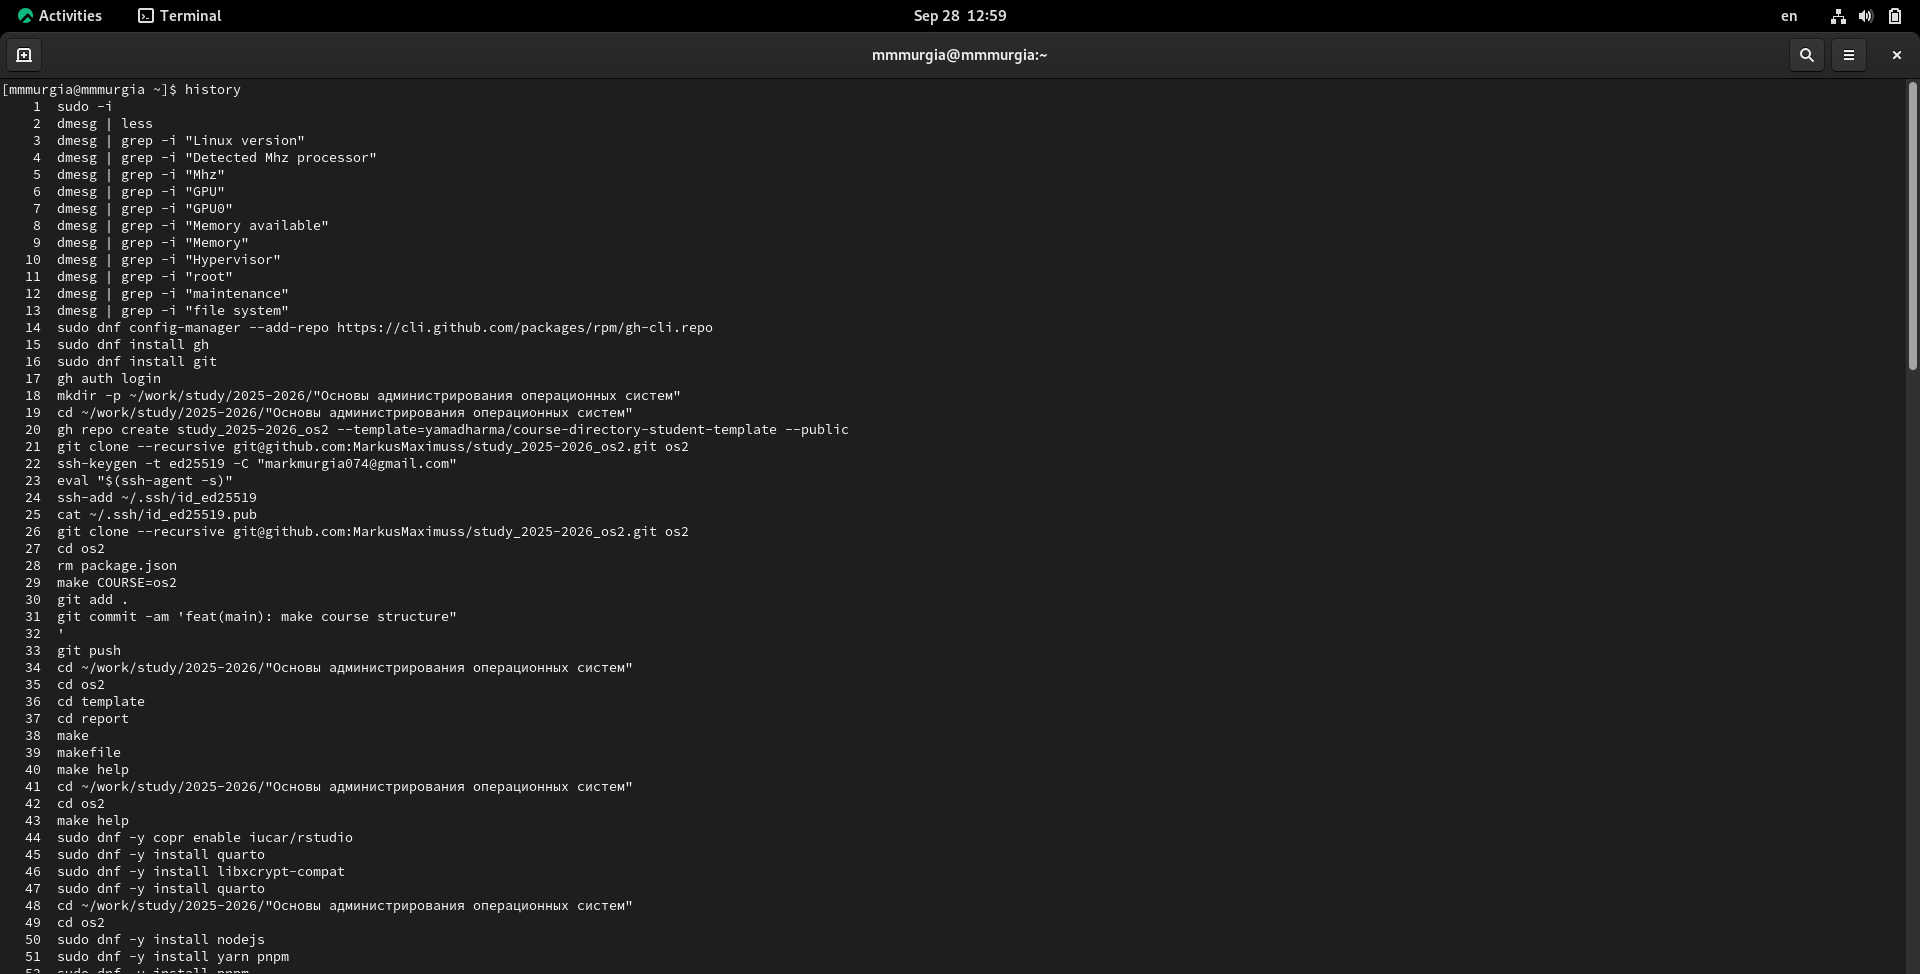 Activities Terminal Sep 28 12:59 en
mmmurgia@mmmurgia:~
[mmmurgia@mmmurgia ~]$ history
1 sudo -i
2 dmesg | less
3 dmesg | grep -i "Linux version"
4 dmesg | grep -i "Detected Mhz processor"
5 dmesg | grep -i "Mhz"
6 dmesg | grep -i "GPU"
7 dmesg | grep -i "GPU0"
8 dmesg | grep -i "Memory available"
9 dmesg | grep -i "Memory"
10 dmesg | grep -i "Hypervisor"
11 dmesg | grep -i "root"
12 dmesg | grep -i "maintenance"
13 dmesg | grep -i "file system"
14 sudo dnf config-manager --add-repo https://cli.github.com/packages/rpm/gh-cli.repo
15 sudo dnf install gh
16 sudo dnf install git
17 gh auth login
18 mkdir -p ~/work/study/2025-2026/"Основы администрирования операционных систем"
19 cd ~/work/study/2025-2026/"Основы администрирования операционных систем"
20 gh repo create study_2025-2026_os2 --template=yamadharma/course-directory-student-template --public
21 git clone --recursive git@github.com:MarkusMaximuss/study_2025-2026_os2.git os2
22 ssh-keygen -t ed25519 -C "markmurgia074@gmail.com"
23 eval "$(ssh-agent -s)"
24 ssh-add ~/.ssh/id_ed25519
25 cat ~/.ssh/id_ed25519.pub
26 git clone --recursive git@github.com:MarkusMaximuss/study_2025-2026_os2.git os2
27 cd os2
28 rm package.json
29 make COURSE=os2
30 git add .
31 git commit -am 'feat(main): make course structure"
32 '
33 git push
34 cd ~/work/study/2025-2026/"Основы администрирования операционных систем"
35 cd os2
36 cd template
37 cd report
38 make
39 makefile
40 make help
41 cd ~/work/study/2025-2026/"Основы администрирования операционных систем"
42 cd os2
43 make help
44 sudo dnf -y copr enable iucar/rstudio
45 sudo dnf -y install quarto
46 sudo dnf -y install libxcrypt-compat
47 sudo dnf -y install quarto
48 cd ~/work/study/2025-2026/"Основы администрирования операционных систем"
49 cd os2
50 sudo dnf -y install nodejs
51 sudo dnf -y install yarn pnpm
52 sudo dnf -y install pnpm